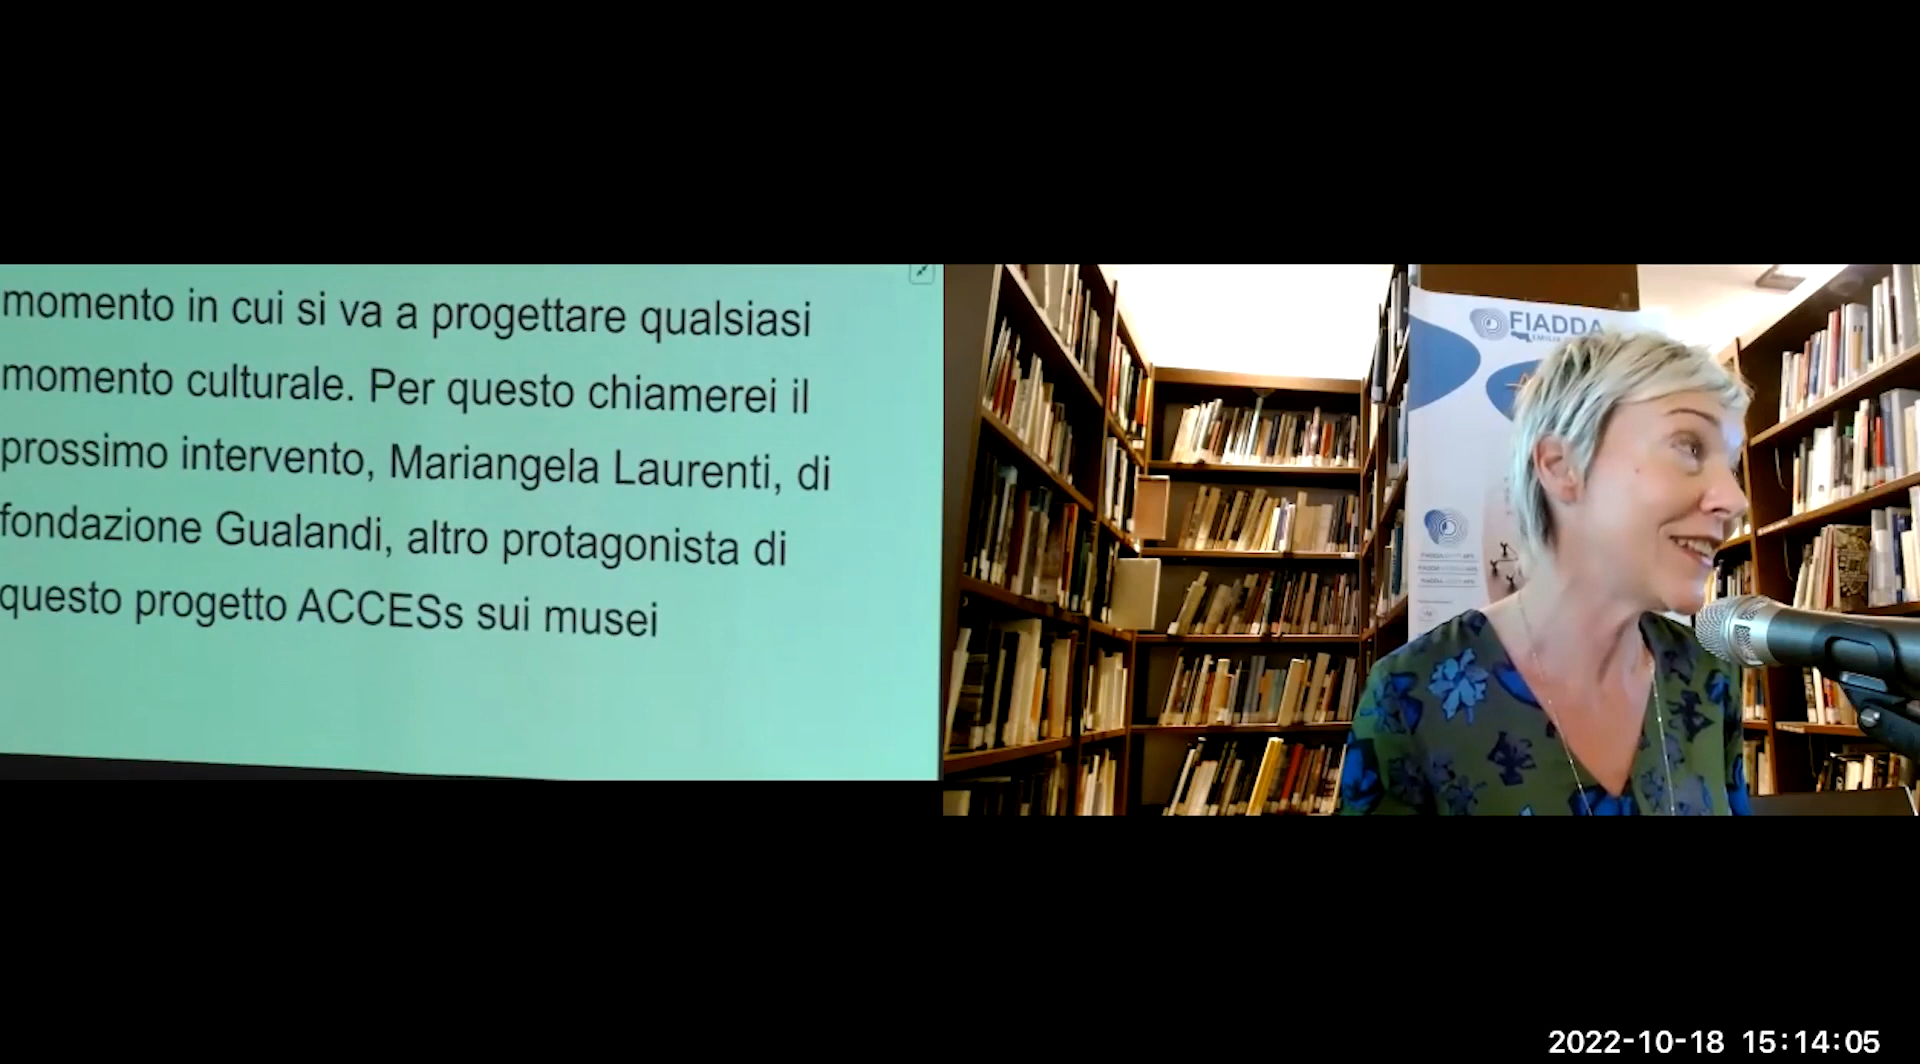 momento in cui si va a progettare qualsiasi
momento culturale. Per questo chiamerei il
prossimo intervento, Mariangela Laurenti, di
fondazione Gualandi, altro protagonista di
questo progetto ACCESs sui musei
FIADDA
2022-10-18 15:14:05